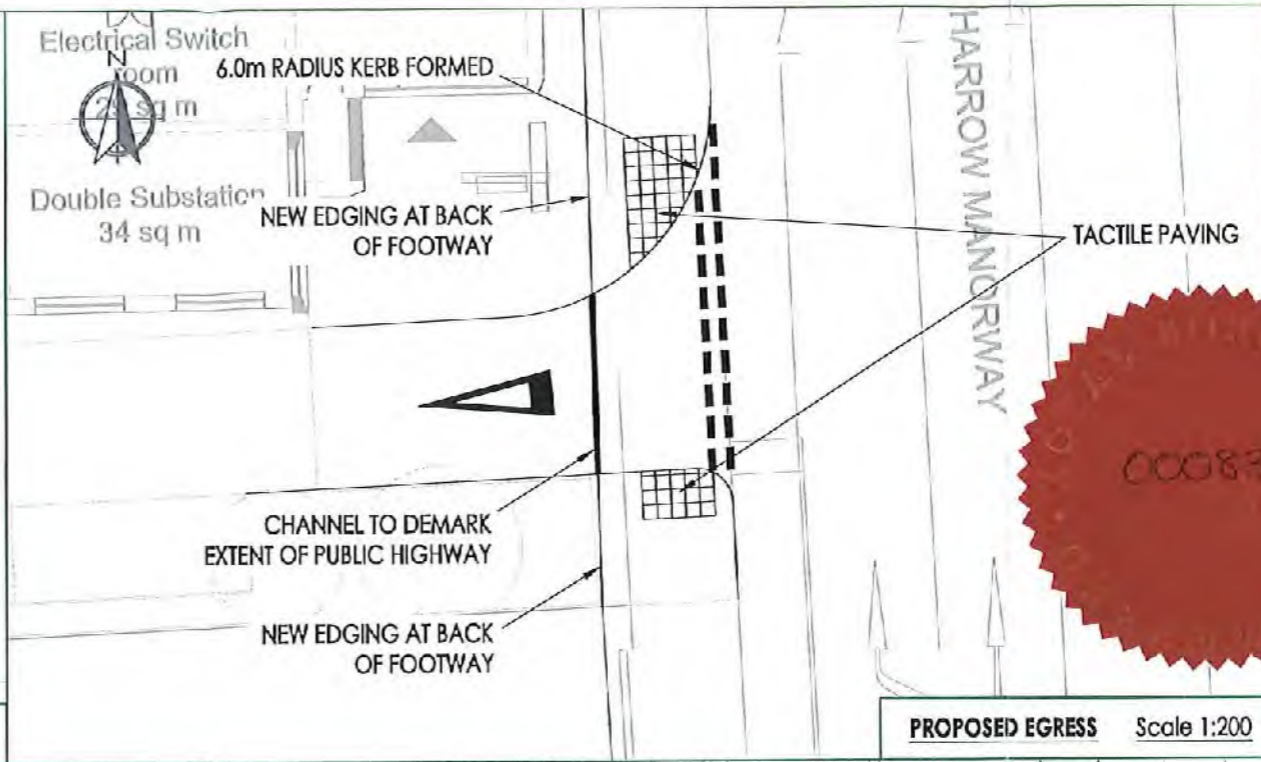 Electrical Switch
room
sq m
N
6.0m RADIUS KERB FORMED
HARROW MANORWAY
Double Substation
34 sq m
NEW EDGING AT BACK
OF FOOTWAY
TACTILE PAVING
CHANNEL TO DEMARK
EXTENT OF PUBLIC HIGHWAY
NEW EDGING AT BACK
OF FOOTWAY
PROPOSED EGRESS Scale 1:200